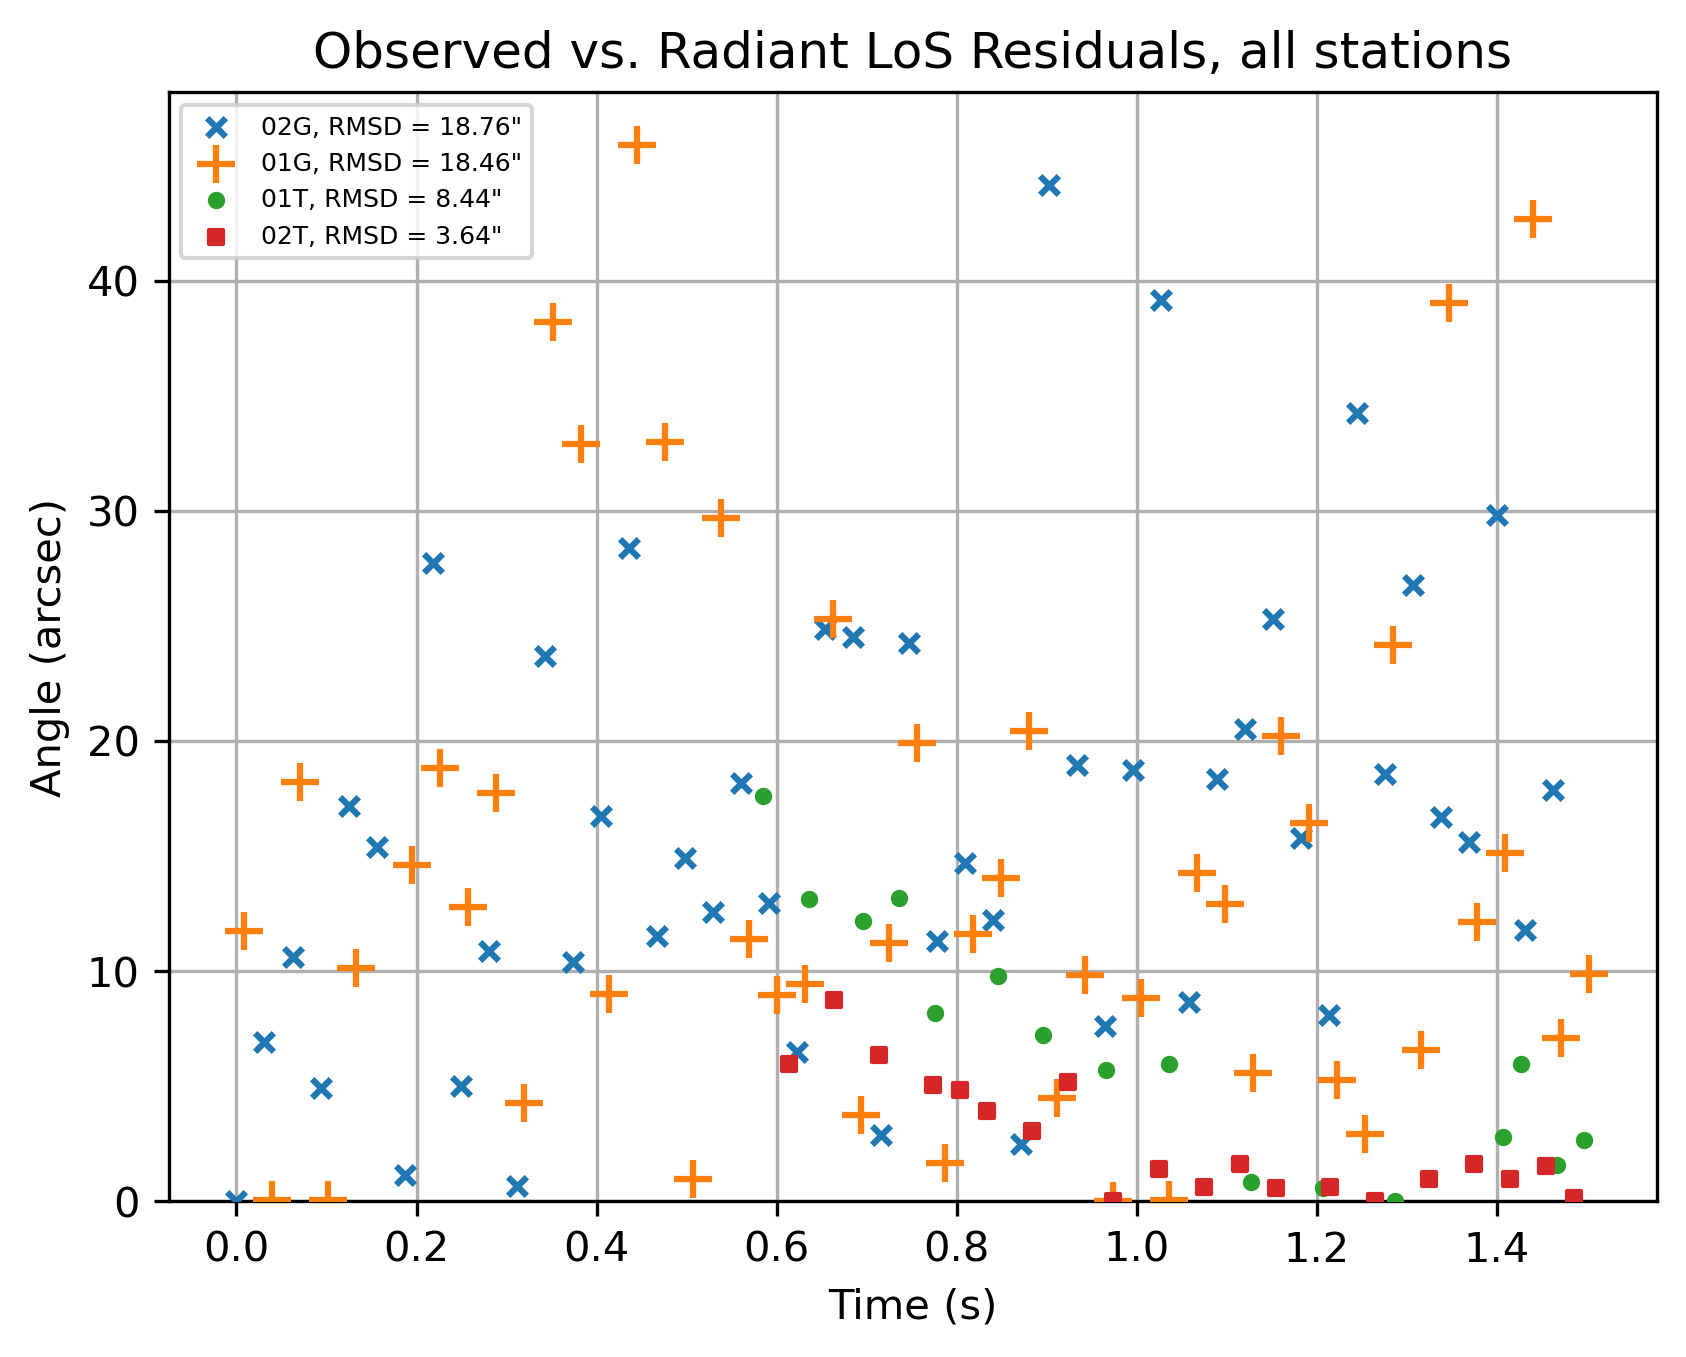 Observed vs. Radiant LoS Residuals, all stations
02G, RMSD = 18.76"
01G, RMSD = 18.46"
01T, RMSD = 8.44"
02T, RMSD = 3.64"
Angle (arcsec)
40
30
20
10
0
0.0 0.2 0.4 0.6 0.8 1.0 1.2 1.4
Time (s)